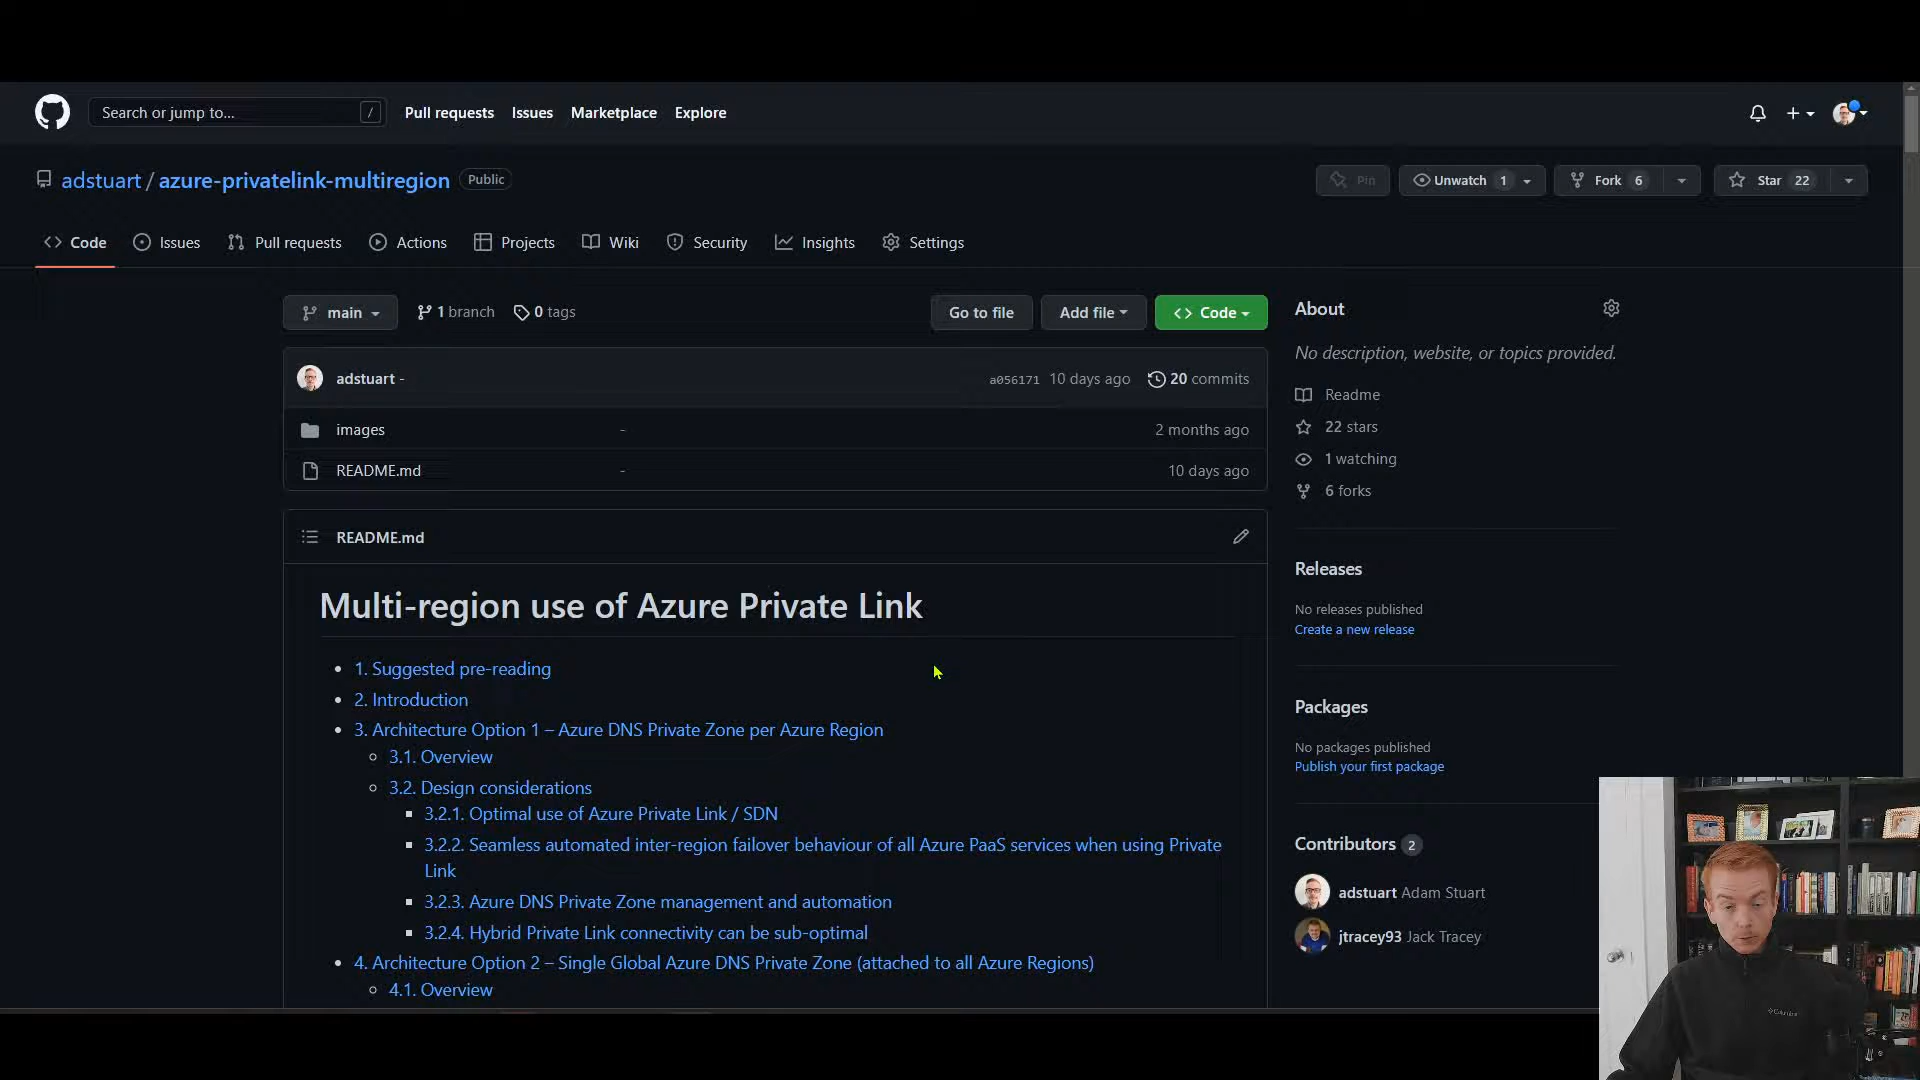 Search or jump to... /
Pull requests Issues Marketplace Explore
adstuart / azure-privatelink-multiregion Public
Pin Unwatch 1 Fork 6 Star 22
Code Issues Pull requests Actions Projects Wiki Security Insights Settings
main 1 branch 0 tags Go to file Add file Code
adstuart - a056171 10 days ago 20 commits
images - 2 months ago
README.md - 10 days ago
README.md
Multi-region use of Azure Private Link
1. Suggested pre-reading
2. Introduction
3. Architecture Option 1 – Azure DNS Private Zone per Azure Region
3.1. Overview
3.2. Design considerations
3.2.1. Optimal use of Azure Private Link / SDN
3.2.2. Seamless automated inter-region failover behaviour of all Azure PaaS services when using Private
Link
3.2.3. Azure DNS Private Zone management and automation
3.2.4. Hybrid Private Link connectivity can be sub-optimal
4. Architecture Option 2 – Single Global Azure DNS Private Zone (attached to all Azure Regions)
4.1. Overview
About
No description, website, or topics provided.
Readme
22 stars
1 watching
6 forks
Releases
No releases published
Create a new release
Packages
No packages published
Publish your first package
Contributors 2
adstuart Adam Stuart
jtracey93 Jack Tracey
Columbia